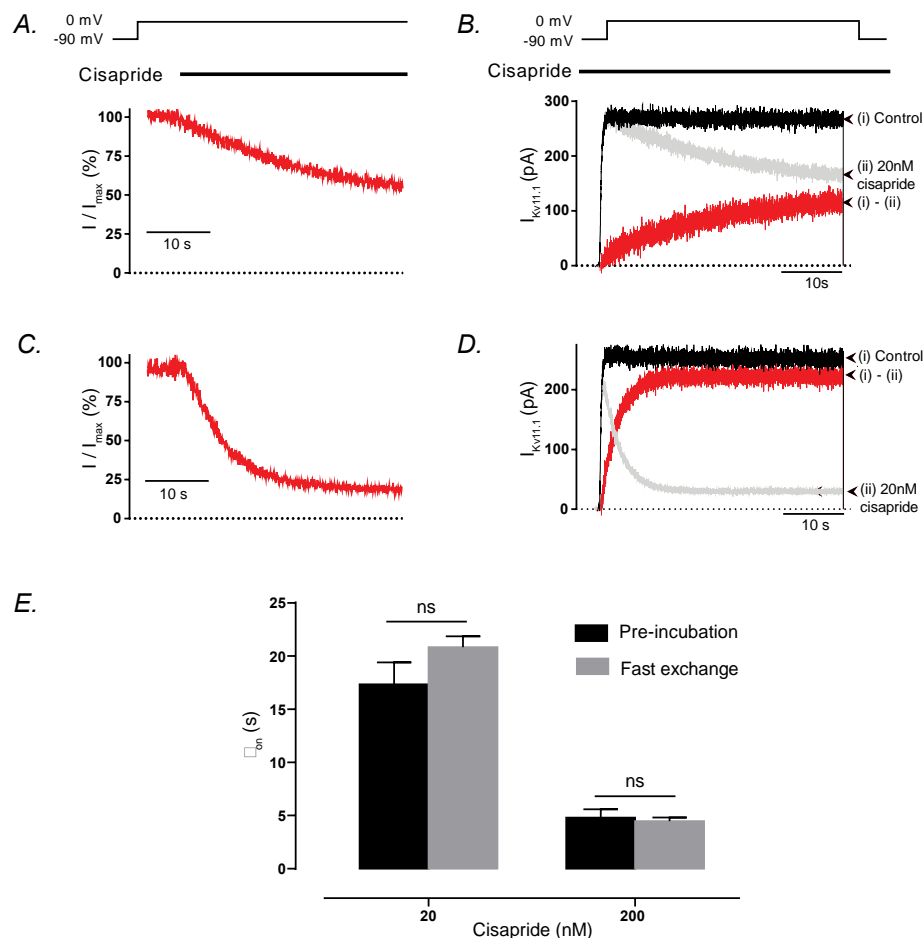 A.
0 mV
-90 mV
Cisapride
100
75
50
25
0
I / Imax (%)
10 s
B.
0 mV
-90 mV
Cisapride
300
200
100
0
IKv11.1 (pA)
(i) Control
(ii) 20nM
cisapride
(i) - (ii)
10s
C.
100
75
50
25
0
I / Imax (%)
10 s
D.
200
100
0
IKv11.1 (pA)
(i) Control
(i) - (ii)
(ii) 20nM
cisapride
10 s
E.
25
20
15
10
5
0
□on (s)
ns
ns
Pre-incubation
Fast exchange
20
200
Cisapride (nM)